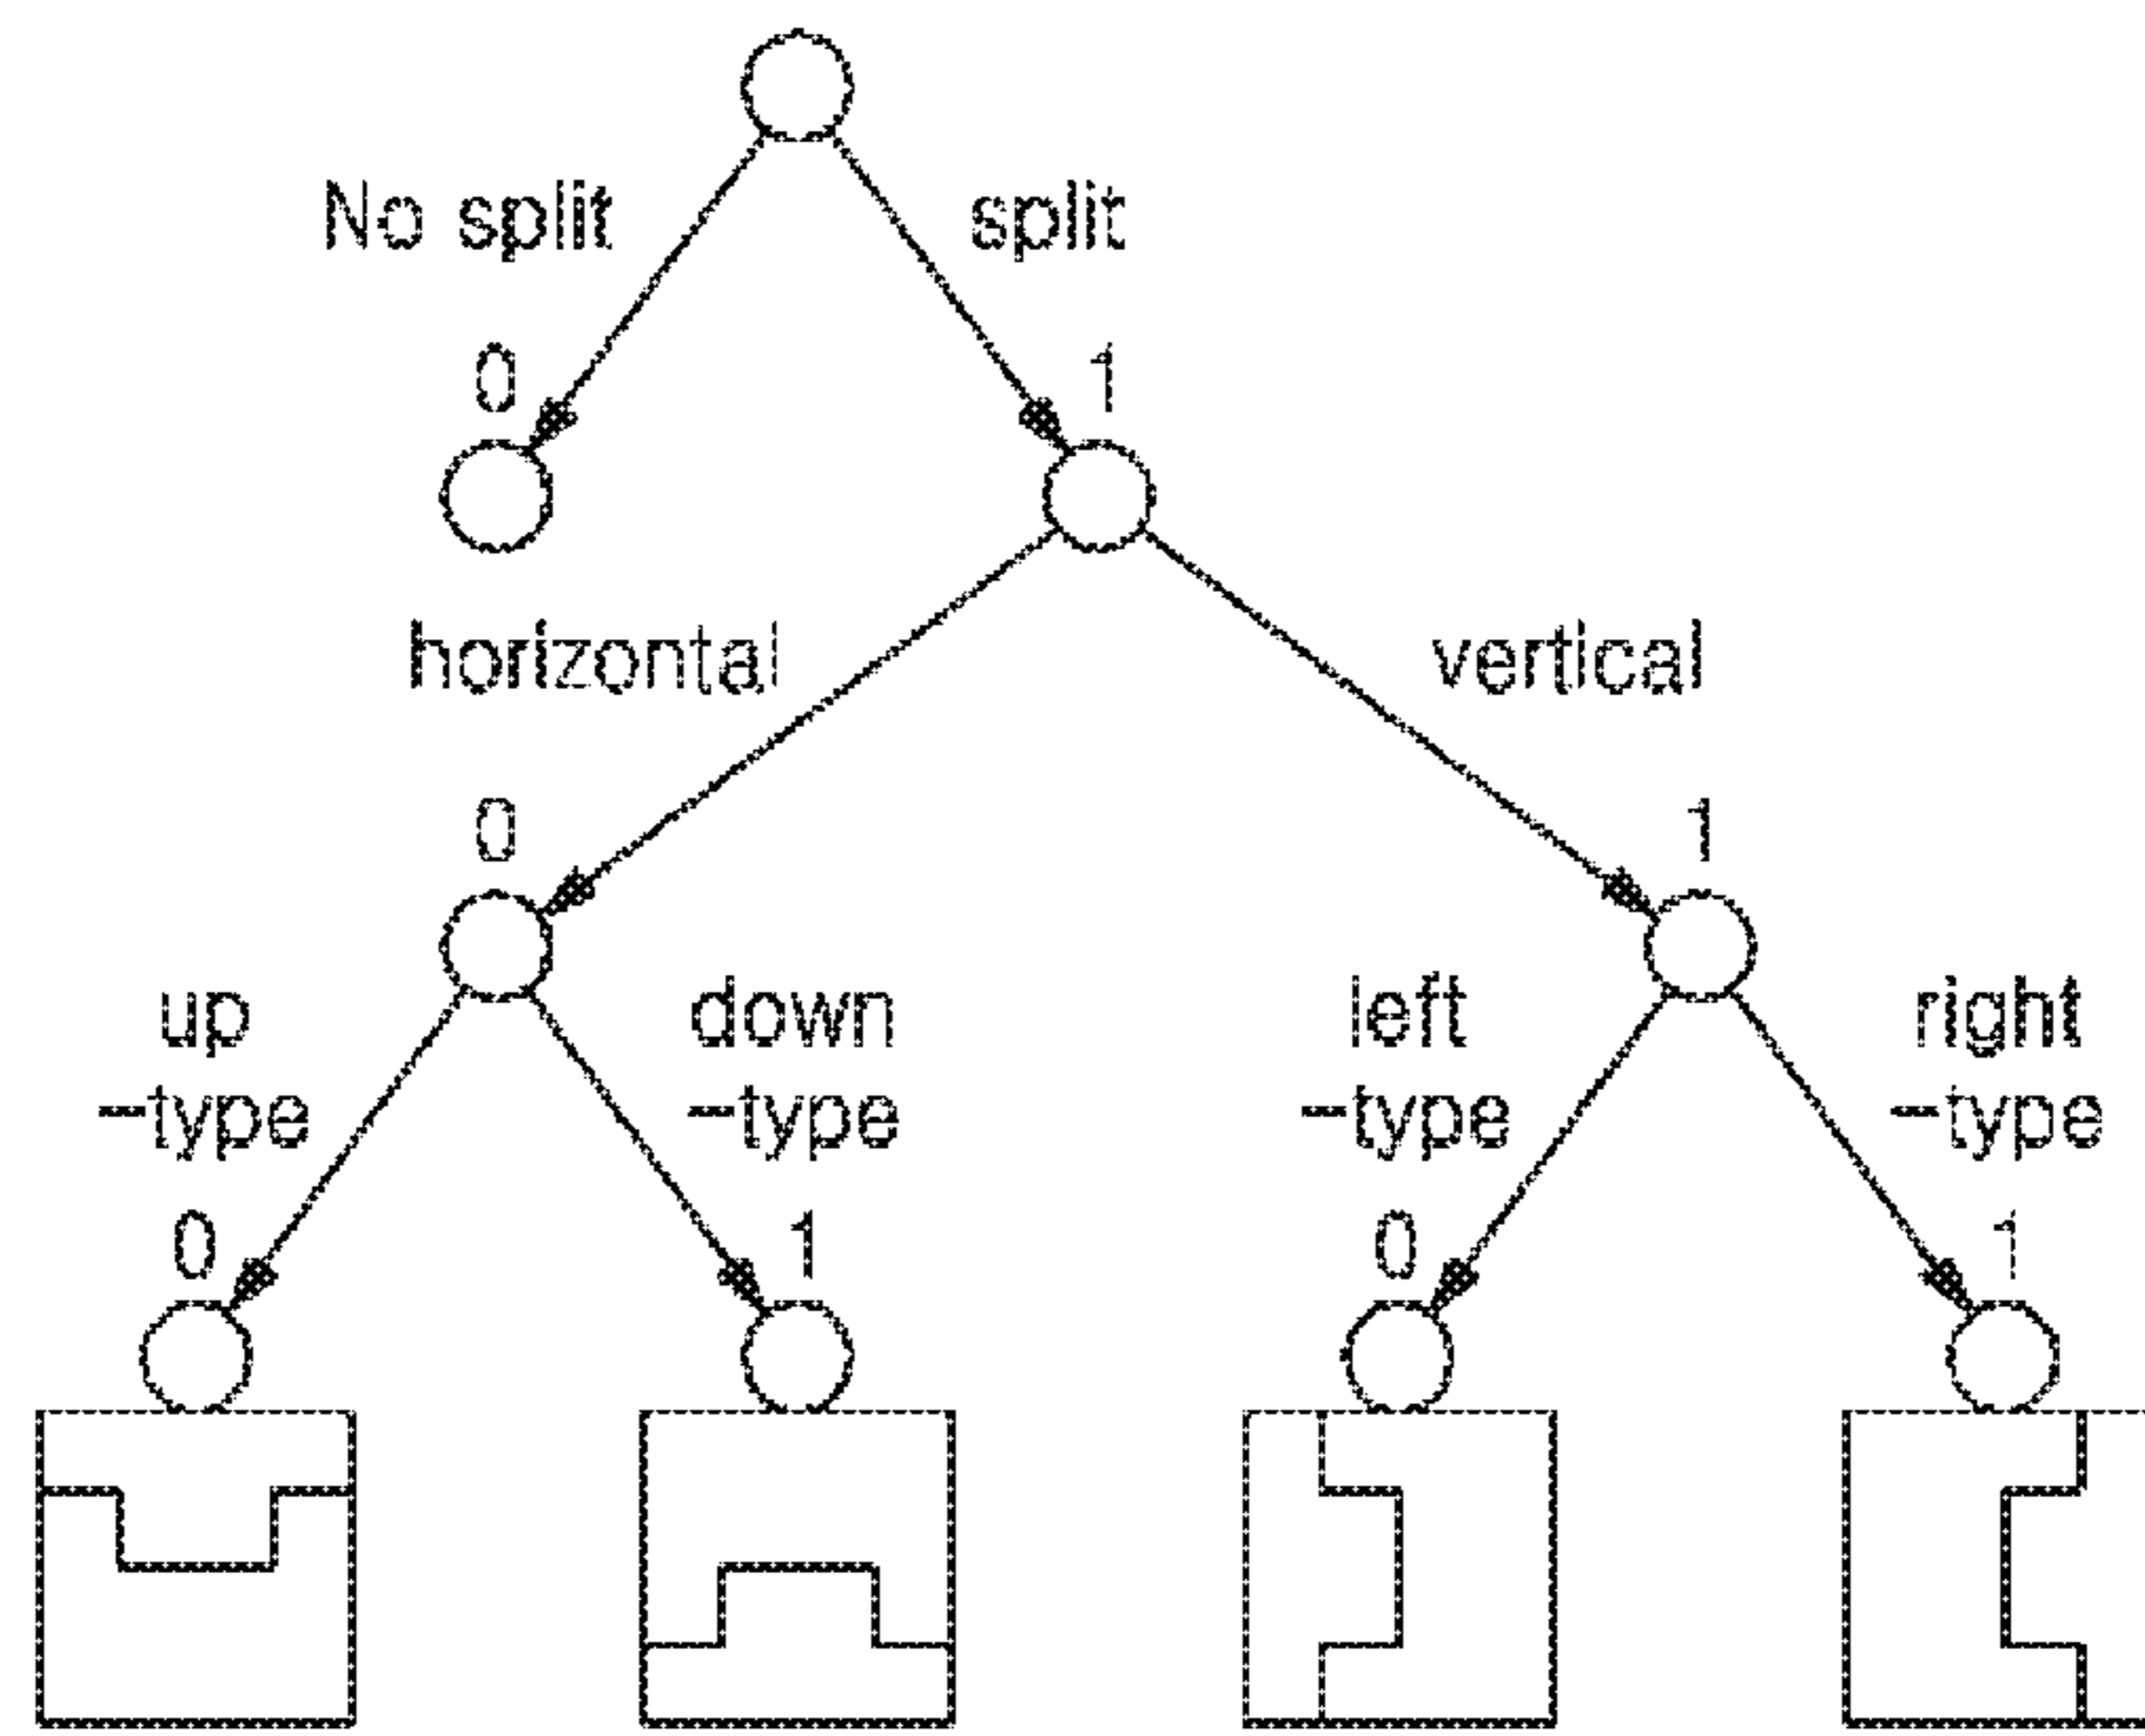 No split split
0 1
horizontal vertical
0 1
up down left right
-type -type -type -type
0 1 0 1